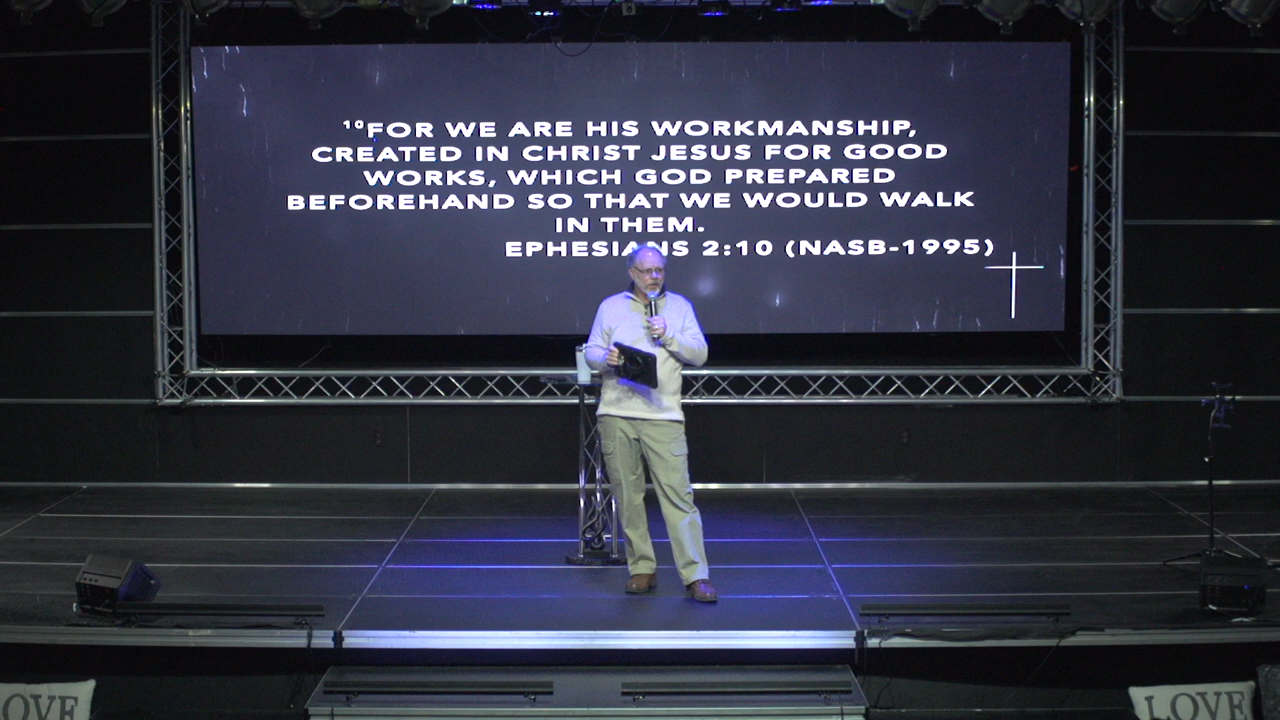 ¹⁰FOR WE ARE HIS WORKMANSHIP,
CREATED IN CHRIST JESUS FOR GOOD
WORKS, WHICH GOD PREPARED
BEFOREHAND SO THAT WE WOULD WALK
IN THEM.
EPHESIANS 2:10 (NASB-1995)
LOVE
LOVE